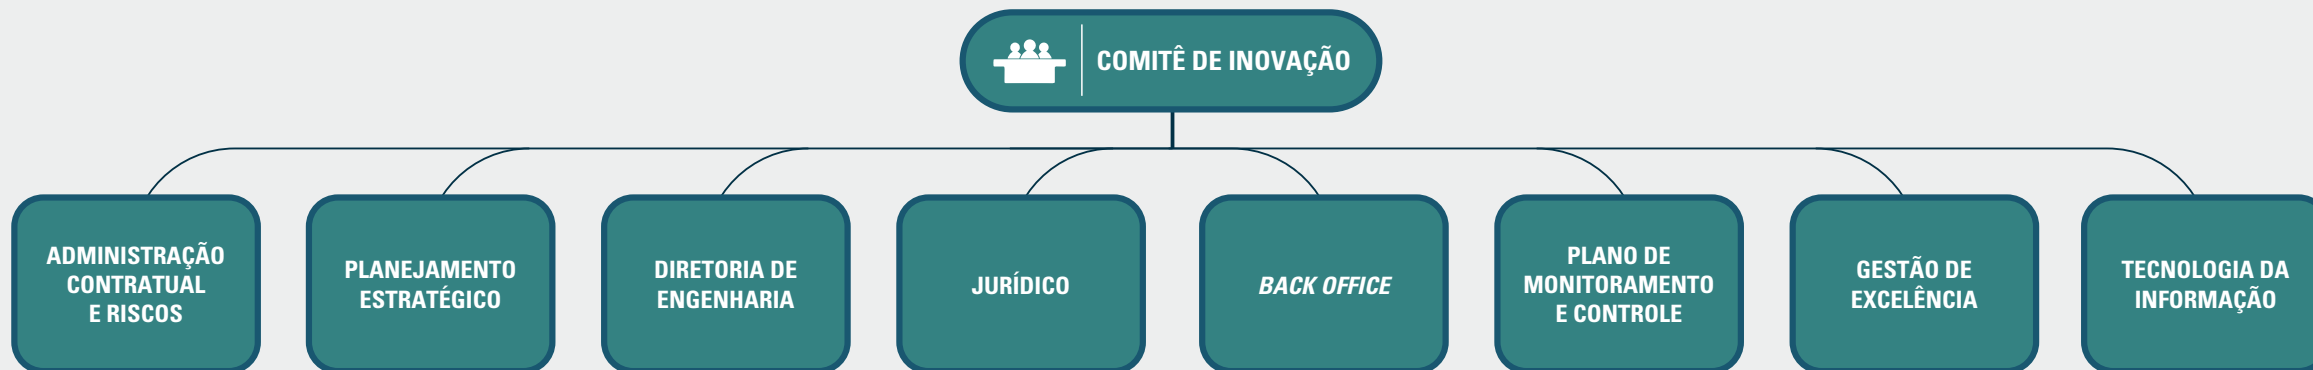 COMITÊ DE INOVAÇÃO
ADMINISTRAÇÃO
CONTRATUAL
E RISCOS
PLANEJAMENTO
ESTRATÉGICO
DIRETORIA DE
ENGENHARIA
JURÍDICO
BACK OFFICE
PLANO DE
MONITORAMENTO
E CONTROLE
GESTÃO DE
EXCELÊNCIA
TECNOLOGIA DA
INFORMAÇÃO